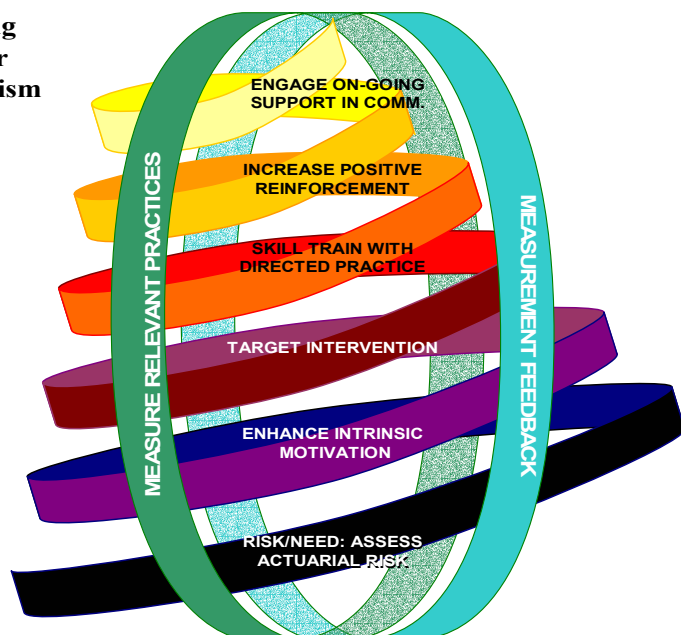 ng
r
ism
ENGAGE ON-GOING
SUPPORT IN COMM.
INCREASE POSITIVE
REINFORCEMENT
SKILL TRAIN WITH
DIRECTED PRACTICE
TARGET INTERVENTION
ENHANCE INTRINSIC
MOTIVATION
RISK/NEED: ASSESS
ACTUARIAL RISK
MEASURE RELEVANT PRACTICES
MEASUREMENT FEEDBACK